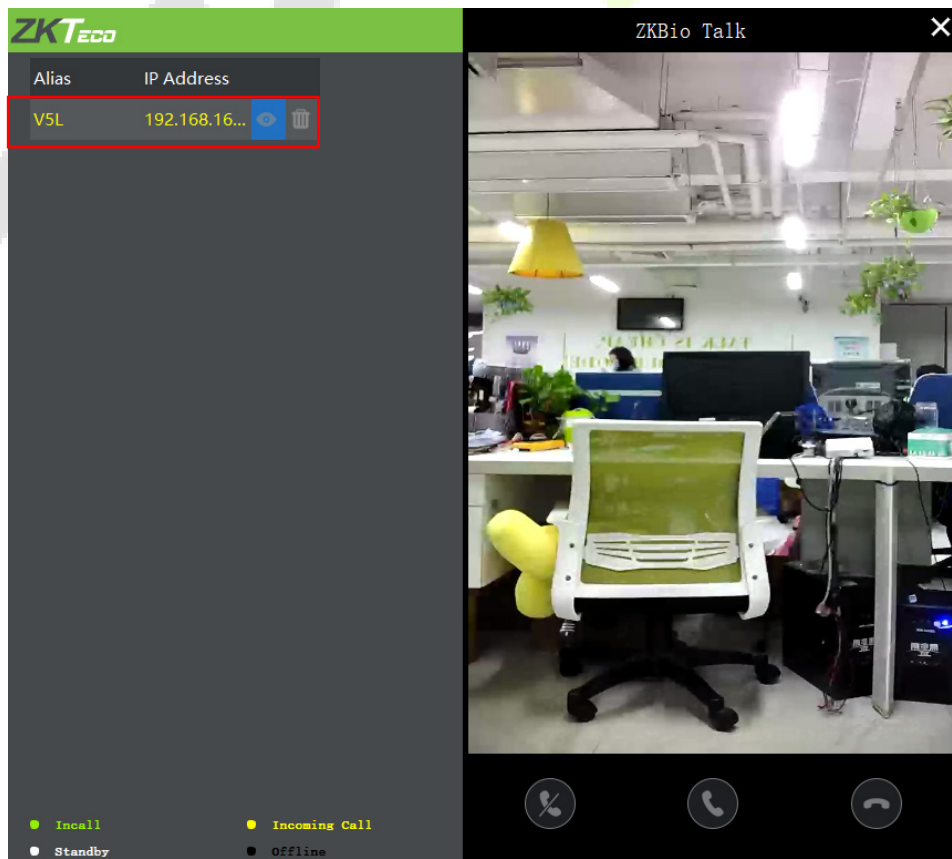 ZKTECO
ZKBio Talk
Alias IP Address
V5L 192.168.16...
Incall Incoming Call
Standby Offline